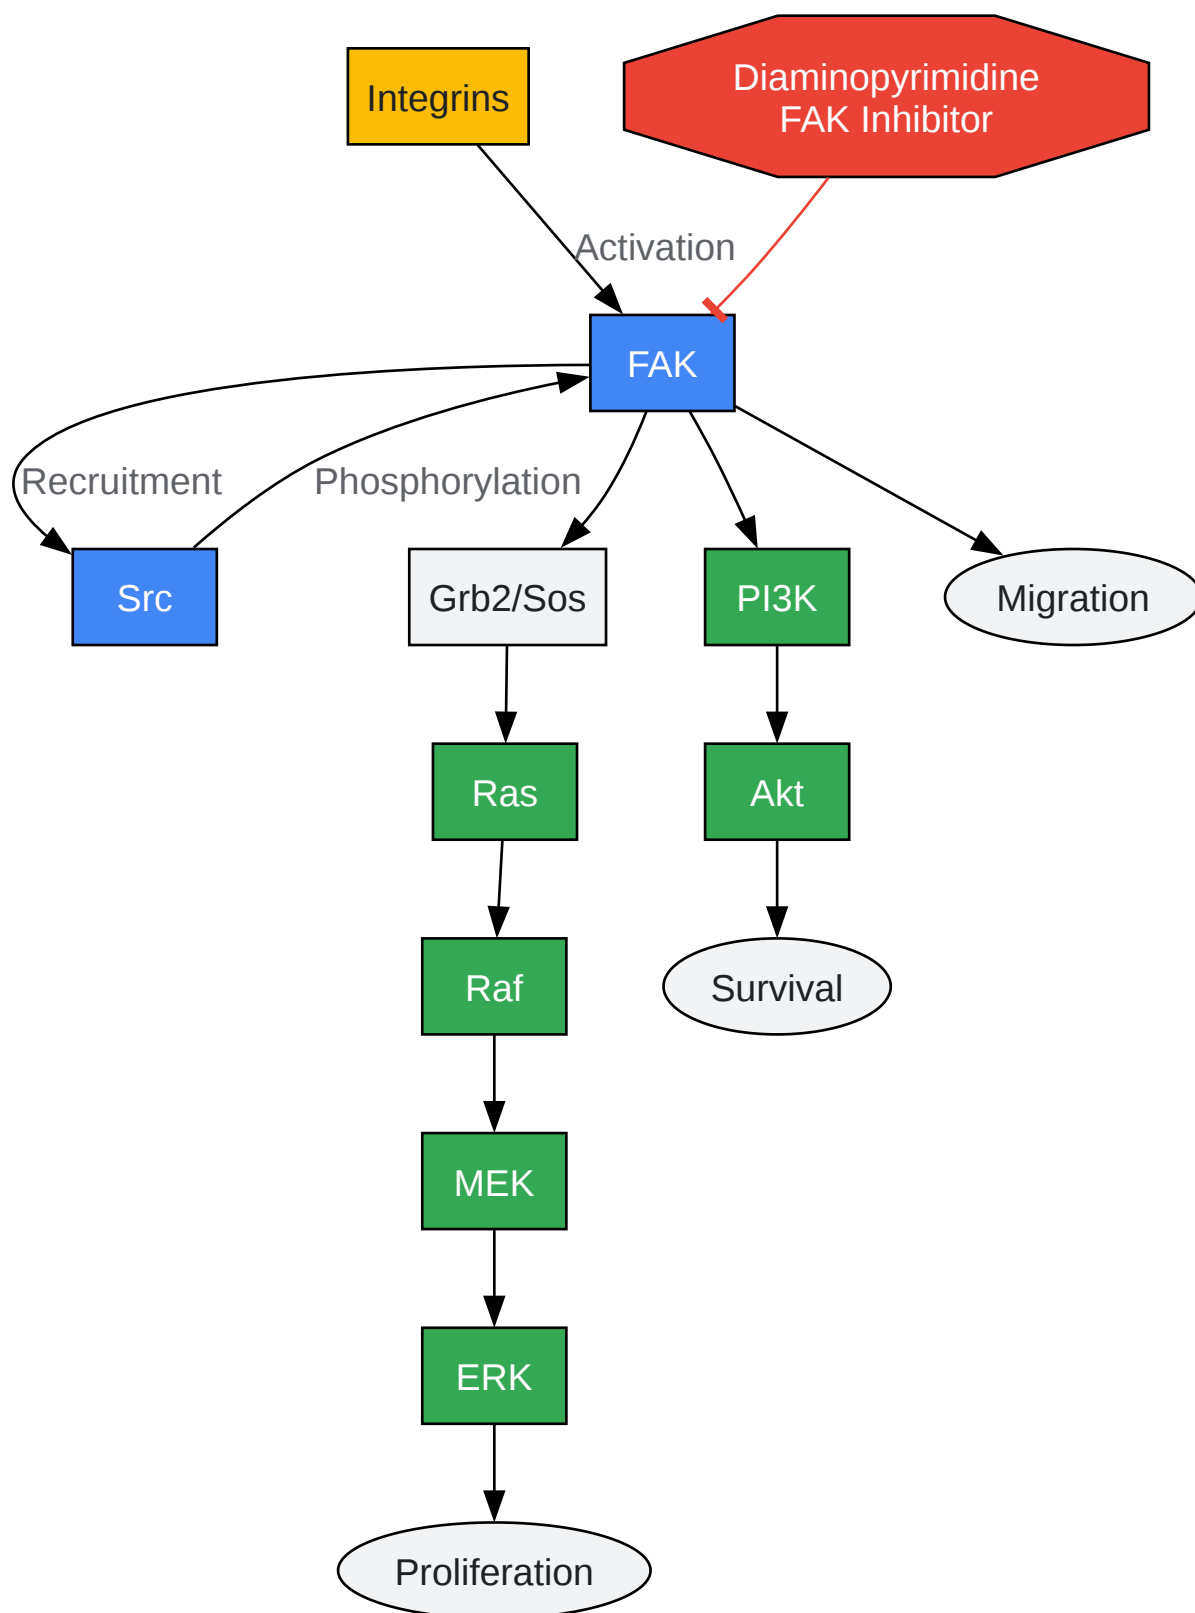 Integrins
Diaminopyrimidine
FAK Inhibitor
Activation
FAK
Recruitment
Phosphorylation
Src
Grb2/Sos
PI3K
Migration
Ras
Akt
Raf
Survival
MEK
ERK
Proliferation